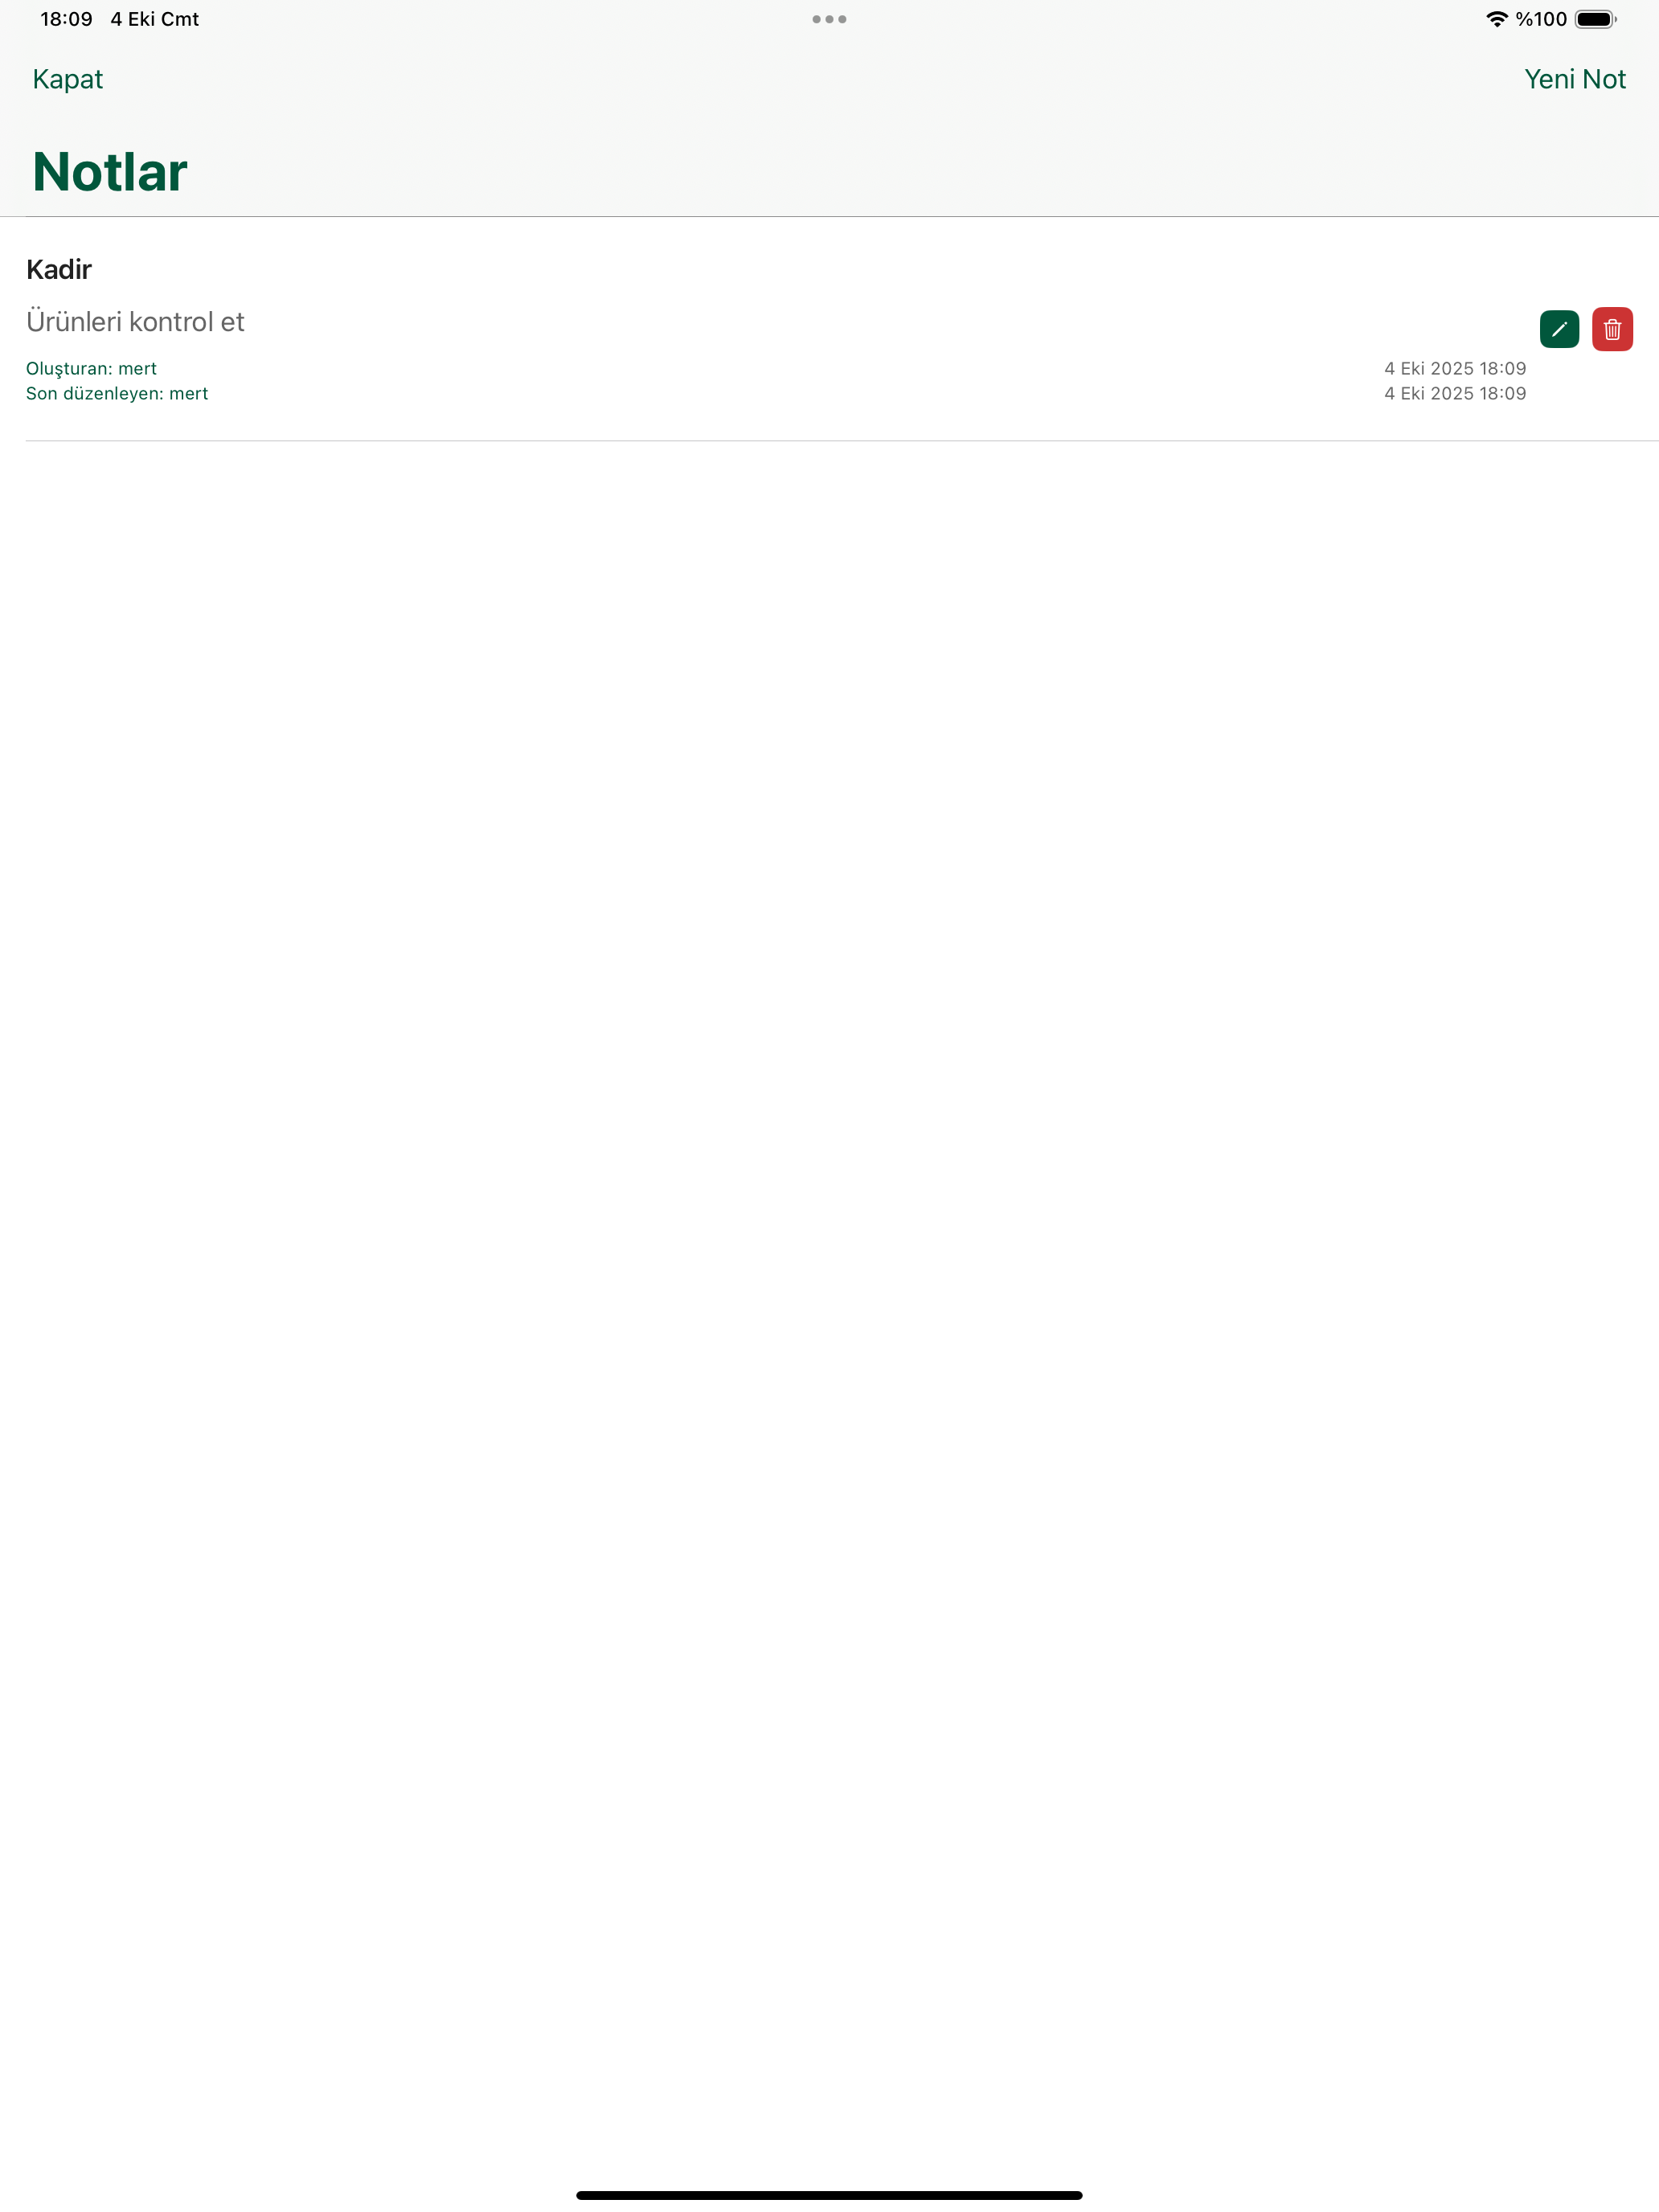 18:09 4 Eki Cmt %100
Kapat Yeni Not
Notlar
Kadir
Ürünleri kontrol et
Oluşturan: mert 4 Eki 2025 18:09
Son düzenleyen: mert 4 Eki 2025 18:09